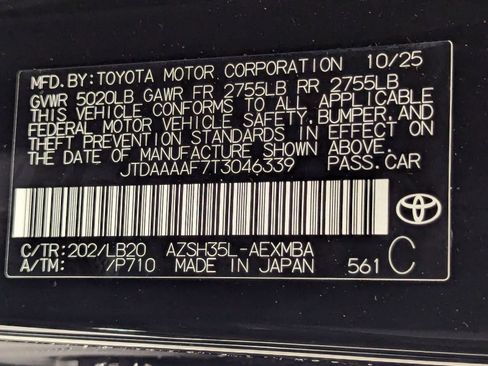 MFD. BY: TOYOTA MOTOR CORPORATION 10/25
GVWR 5020LB GAWR FR 2755LB RR 2755LB
THIS VEHICLE CONFORMS TO ALL APPLICABLE
FEDERAL MOTOR VEHICLE SAFETY, BUMPER, AND
THEFT PREVENTION STANDARDS IN EFFECT ON
THE DATE OF MANUFACTURE SHOWN ABOVE.
JTDAAAAF7T3046339 PASS.CAR
C/TR:202/LB20 AZSH35L-AEXMBA
A/TM: /P710 MADE IN JAPAN 561 C